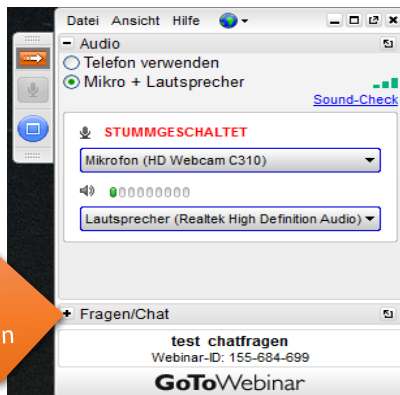 Datei Ansicht Hilfe
Audio
Telefon verwenden
Mikro + Lautsprecher
Sound-Check
STUMMGESCHALTET
Mikrofon (HD Webcam C310)
Lautsprecher (Realtek High Definition Audio)
Fragen/Chat
n
test chatfragen
Webinar-ID: 155-684-699
GoToWebinar